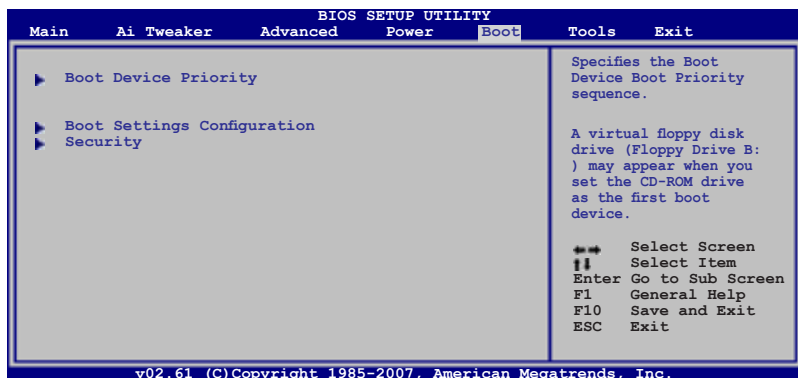 BIOS SETUP UTILITY
Main Ai Tweaker Advanced Power Boot Tools Exit
Boot Device Priority
Boot Settings Configuration
Security
Specifies the Boot
Device Boot Priority
sequence.
A virtual floppy disk
drive (Floppy Drive B:
) may appear when you
set the CD-ROM drive
as the first boot
device.
Select Screen
Select Item
Enter Go to Sub Screen
F1 General Help
F10 Save and Exit
ESC Exit
v02.61 (C)Copyright 1985-2007, American Megatrends, Inc.